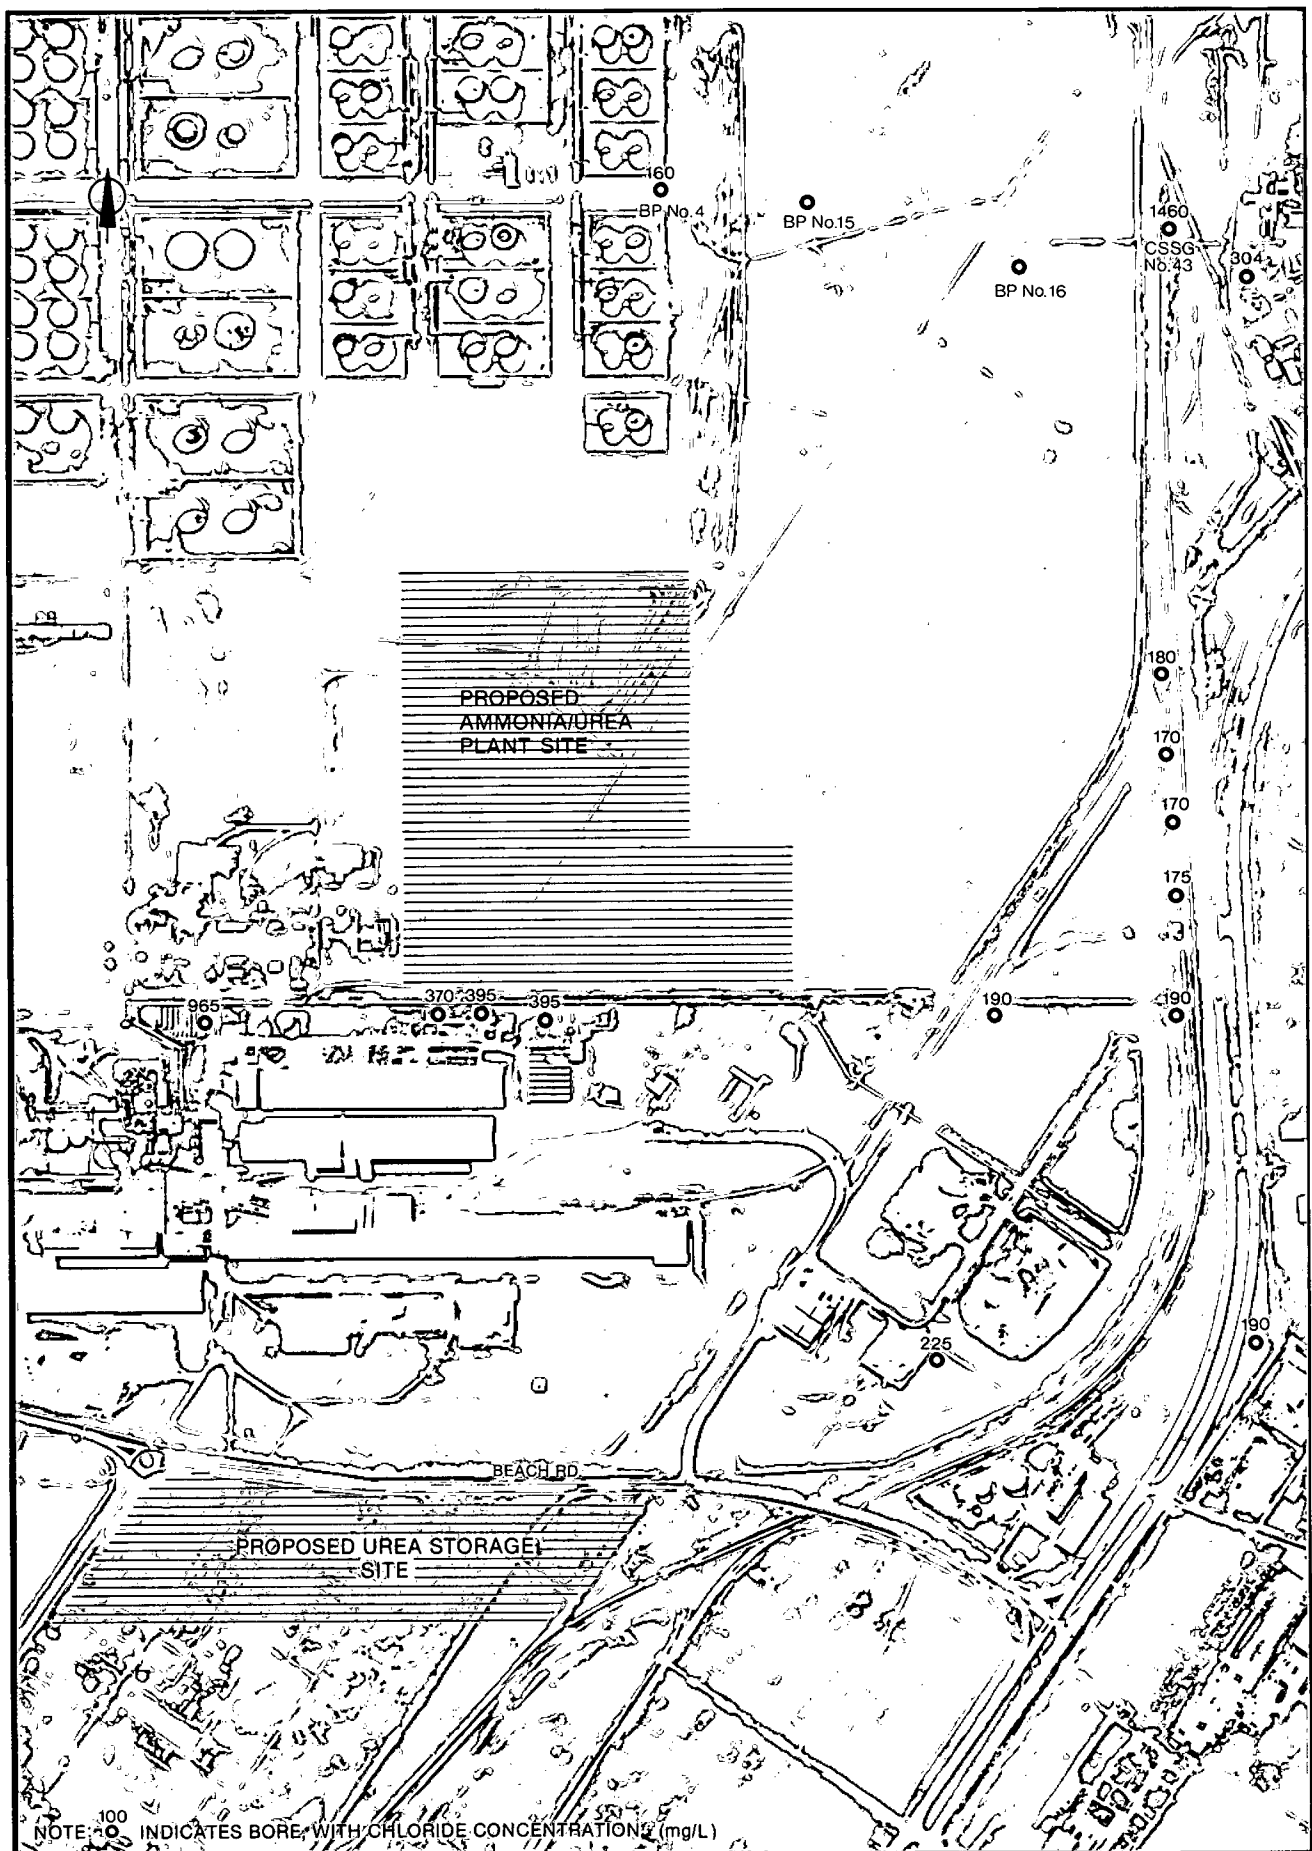 160
BP No.4
BP No.15
BP No.16
1460
CSSG
No.43
304
180
PROPOSED
AMMONIA/UREA
PLANT SITE
170
170
175
965
370
395
395
190
190
190
225
BEACH RD
PROPOSED UREA STORAGE
SITE
100
NOTE: INDICATES BORE, WITH CHLORIDE CONCENTRATION (mg/L)